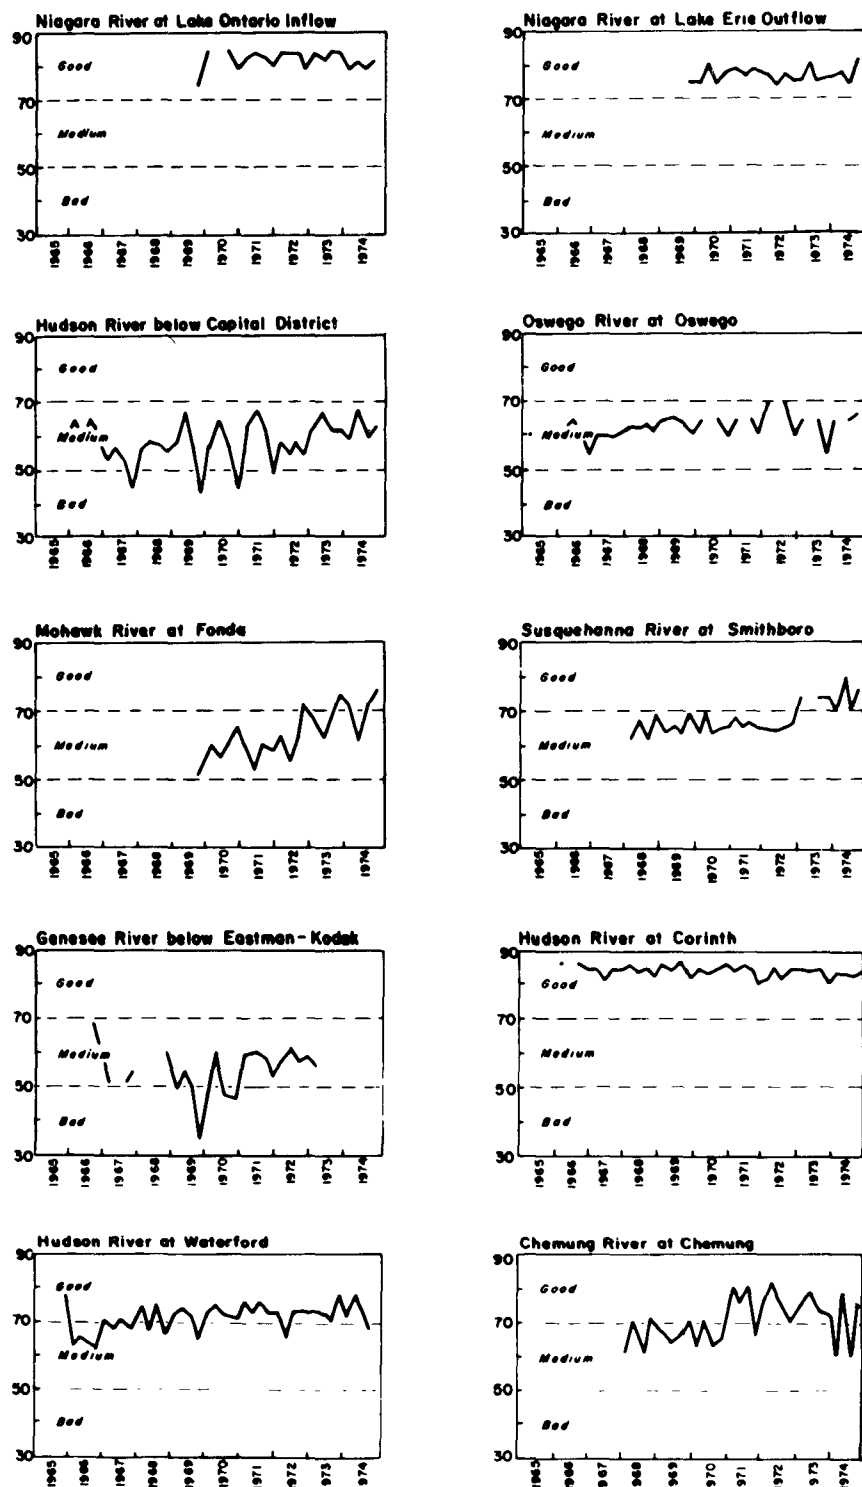 Niagara River at Lake Ontario Inflow
90
Good
70
Medium
50
Bad
30
1965 1966 1967 1968 1969 1970 1971 1972 1973 1974
Niagara River at Lake Erie Outflow
90
Good
70
Medium
50
Bad
30
1965 1966 1967 1968 1969 1970 1971 1972 1973 1974
Hudson River below Capital District
90
Good
70
Medium
50
Bad
30
1965 1966 1967 1968 1969 1970 1971 1972 1973 1974
Oswego River at Oswego
90
Good
70
Medium
50
Bad
30
1965 1966 1967 1968 1969 1970 1971 1972 1973 1974
Mohawk River at Fonda
90
Good
70
Medium
50
Bad
30
1965 1966 1967 1968 1969 1970 1971 1972 1973 1974
Susquehanna River at Smithboro
90
Good
70
Medium
50
Bad
30
1965 1966 1967 1968 1969 1970 1971 1972 1973 1974
Genesee River below Eastman-Kodak
90
Good
70
Medium
50
Bad
30
1965 1966 1967 1968 1969 1970 1971 1972 1973 1974
Hudson River at Corinth
90
Good
70
Medium
50
Bad
30
1965 1966 1967 1968 1969 1970 1971 1972 1973 1974
Hudson River at Waterford
90
Good
70
Medium
50
Bad
30
1965 1966 1967 1968 1969 1970 1971 1972 1973 1974
Chemung River at Chemung
90
Good
70
Medium
50
Bad
30
1965 1966 1967 1968 1969 1970 1971 1972 1973 1974